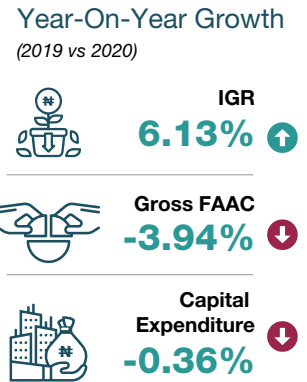 Year-On-Year Growth
(2019 vs 2020)
₦
IGR
6.13%
Gross FAAC
-3.94%
Capital
Expenditure
₦
-0.36%